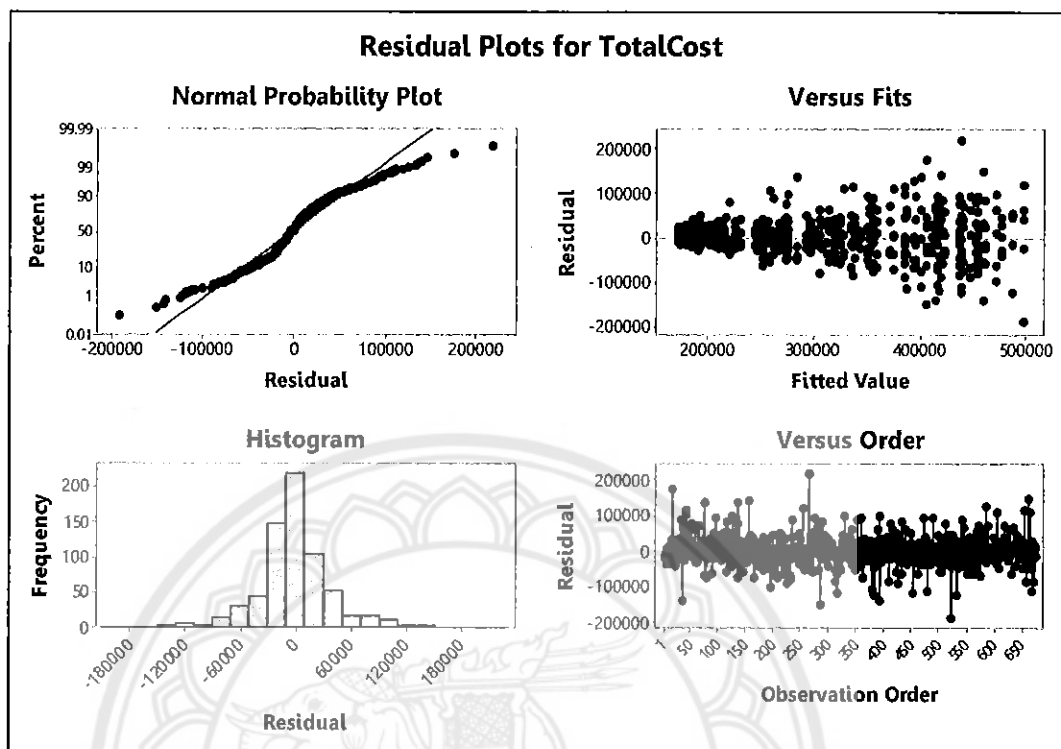 Residual Plots for TotalCost
Normal Probability Plot
99.99
99
90
50
10
1
0.01
Percent
-200000 -100000 0 100000 200000
Residual
Versus Fits
200000
100000
0
-100000
-200000
Residual
200000 300000 400000 500000
Fitted Value
Histogram
200
150
100
50
0
Frequency
-180000 -120000 -60000 0 60000 120000 180000
Residual
Versus Order
200000
100000
0
-100000
-200000
Residual
1 50 100 150 200 250 300 350 400 450 500 550 600 650
Observation Order